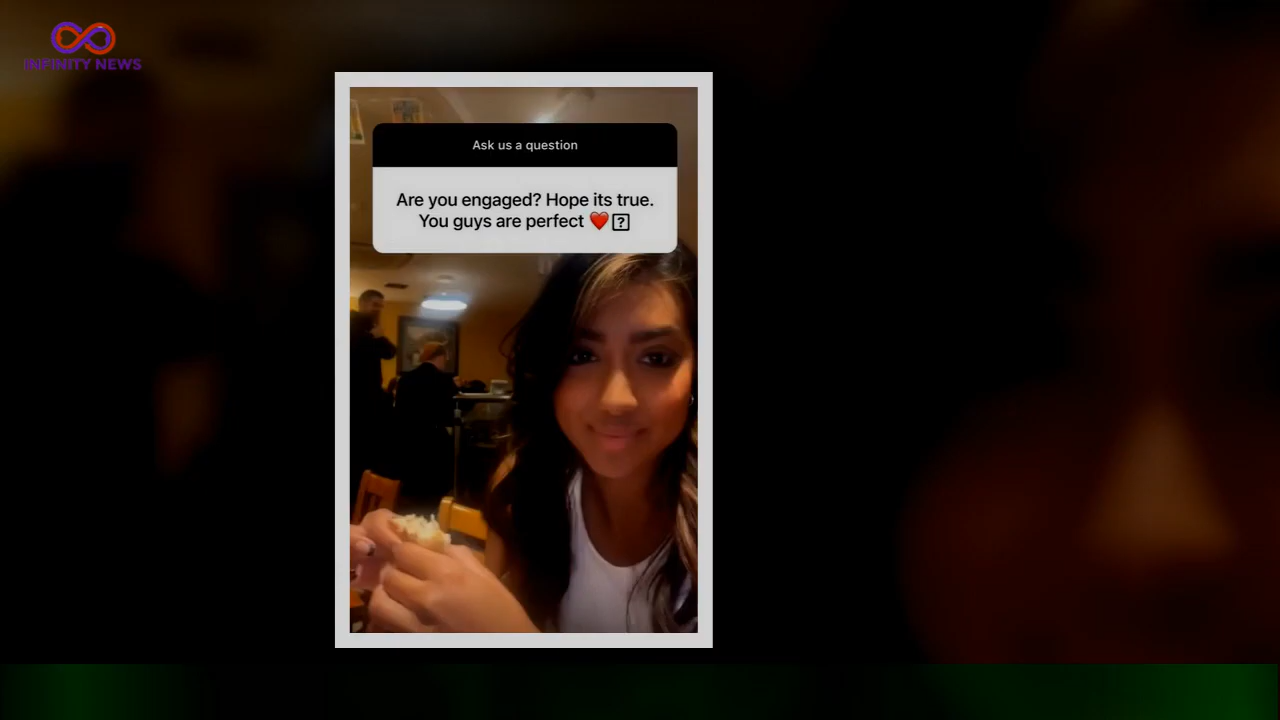 INFINITY NEWS
Ask us a question
Are you engaged? Hope its true.
You guys are perfect ❤️